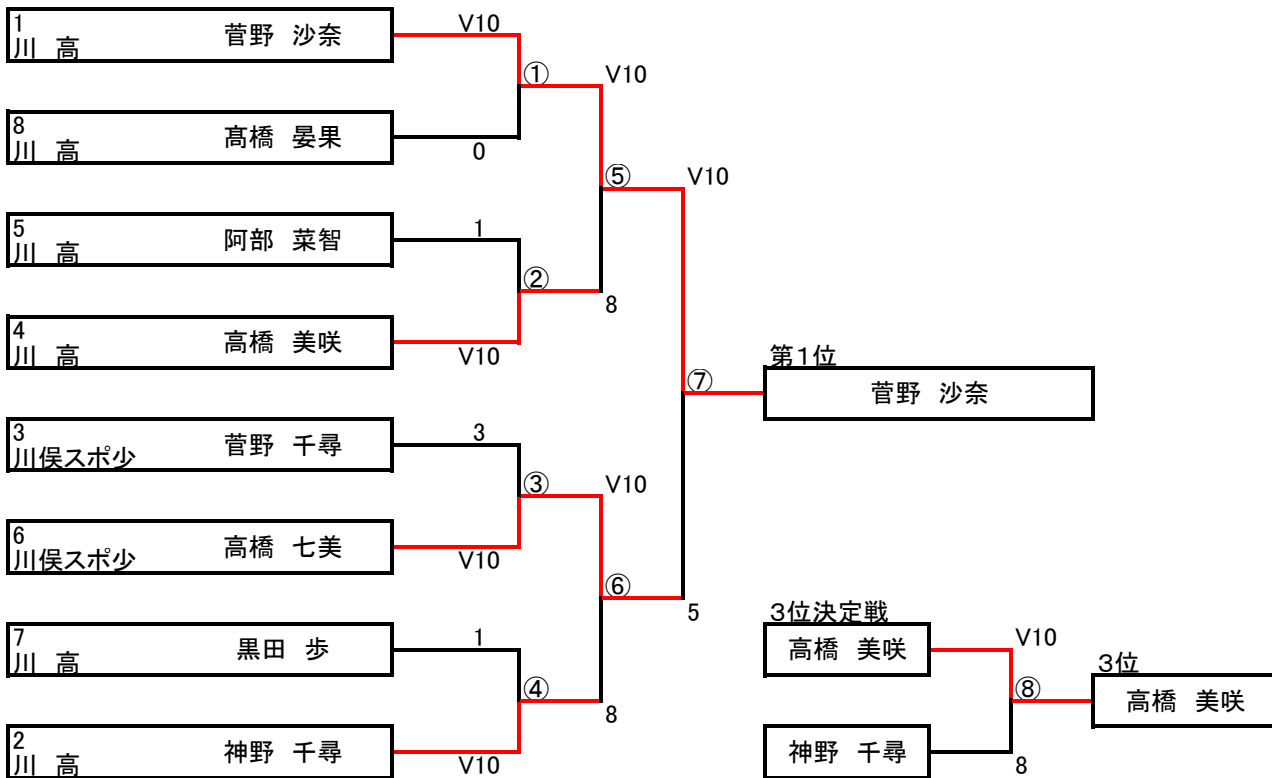 1
川 高 菅野 沙奈
V10
① V10
8
川 高 髙橋 晏果
0
⑤ V10
5
川 高 阿部 菜智
1
②
8
4
川 高 高橋 美咲
V10
第1位
⑦ 菅野 沙奈
3
川俣スポ少 菅野 千尋
3
③ V10
6
川俣スポ少 高橋 七美
V10
⑥
5
7
川 高 黒田 歩
1
④
8
2
川 高 神野 千尋
V10
3位決定戦
高橋 美咲
V10
⑧
3位
高橋 美咲
神野 千尋
8